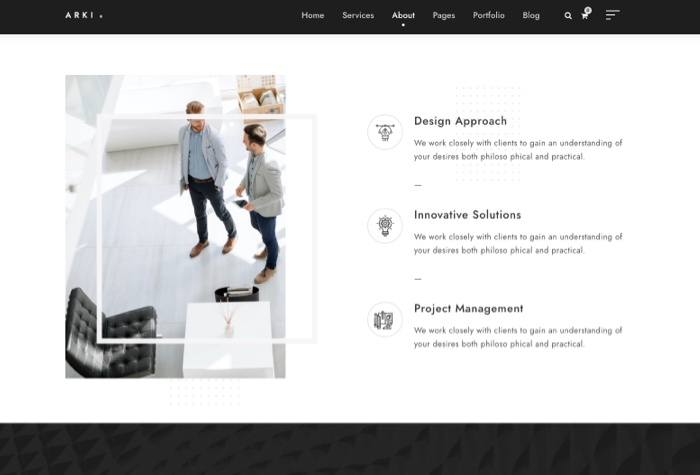 ARKI.
Home Services About Pages Portfolio Blog
0
Design Approach
We work closely with clients to gain an understanding of
your desires both philoso phical and practical.
Innovative Solutions
We work closely with clients to gain an understanding of
your desires both philoso phical and practical.
Project Management
We work closely with clients to gain an understanding of
your desires both philoso phical and practical.